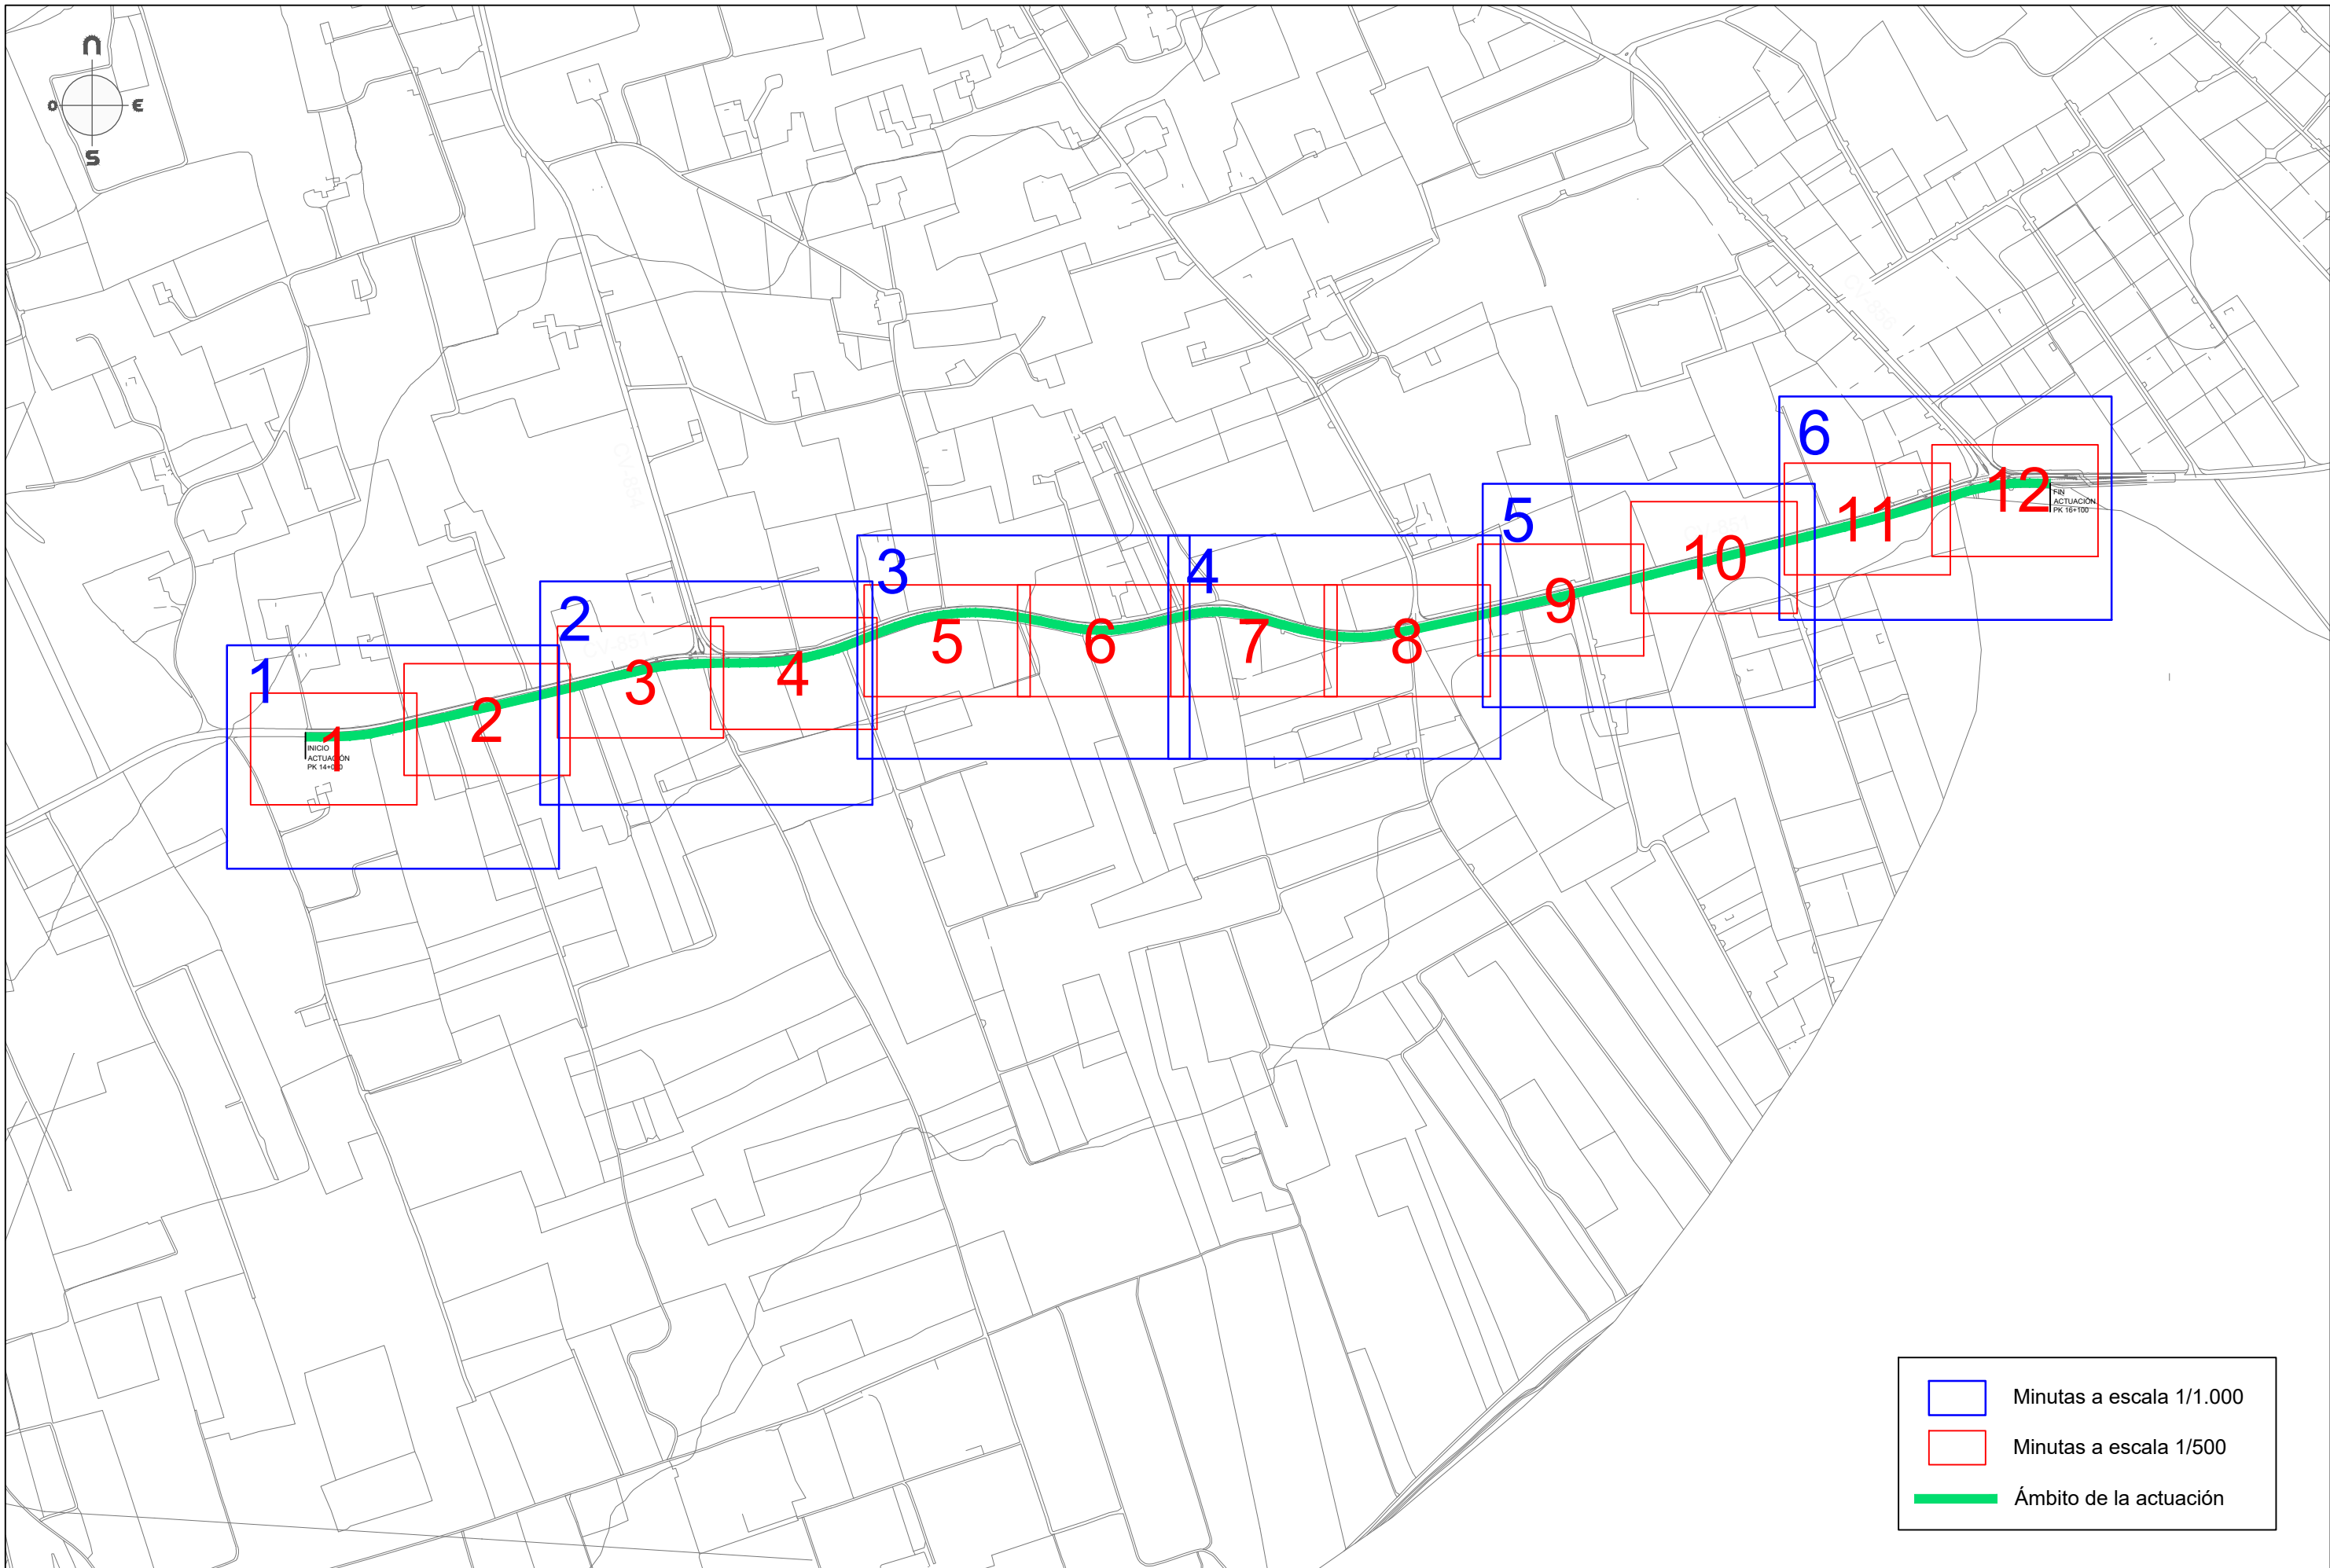 n
o
e
s
6
12
FIN
ACTUACIÓN
PK 16+100
5
11
3
4
10
2
9
1
5
6
7
8
3
4
2
1
INICIO
ACTUACIÓN
Minutas a escala 1/1.000
Minutas a escala 1/500
Ámbito de la actuación